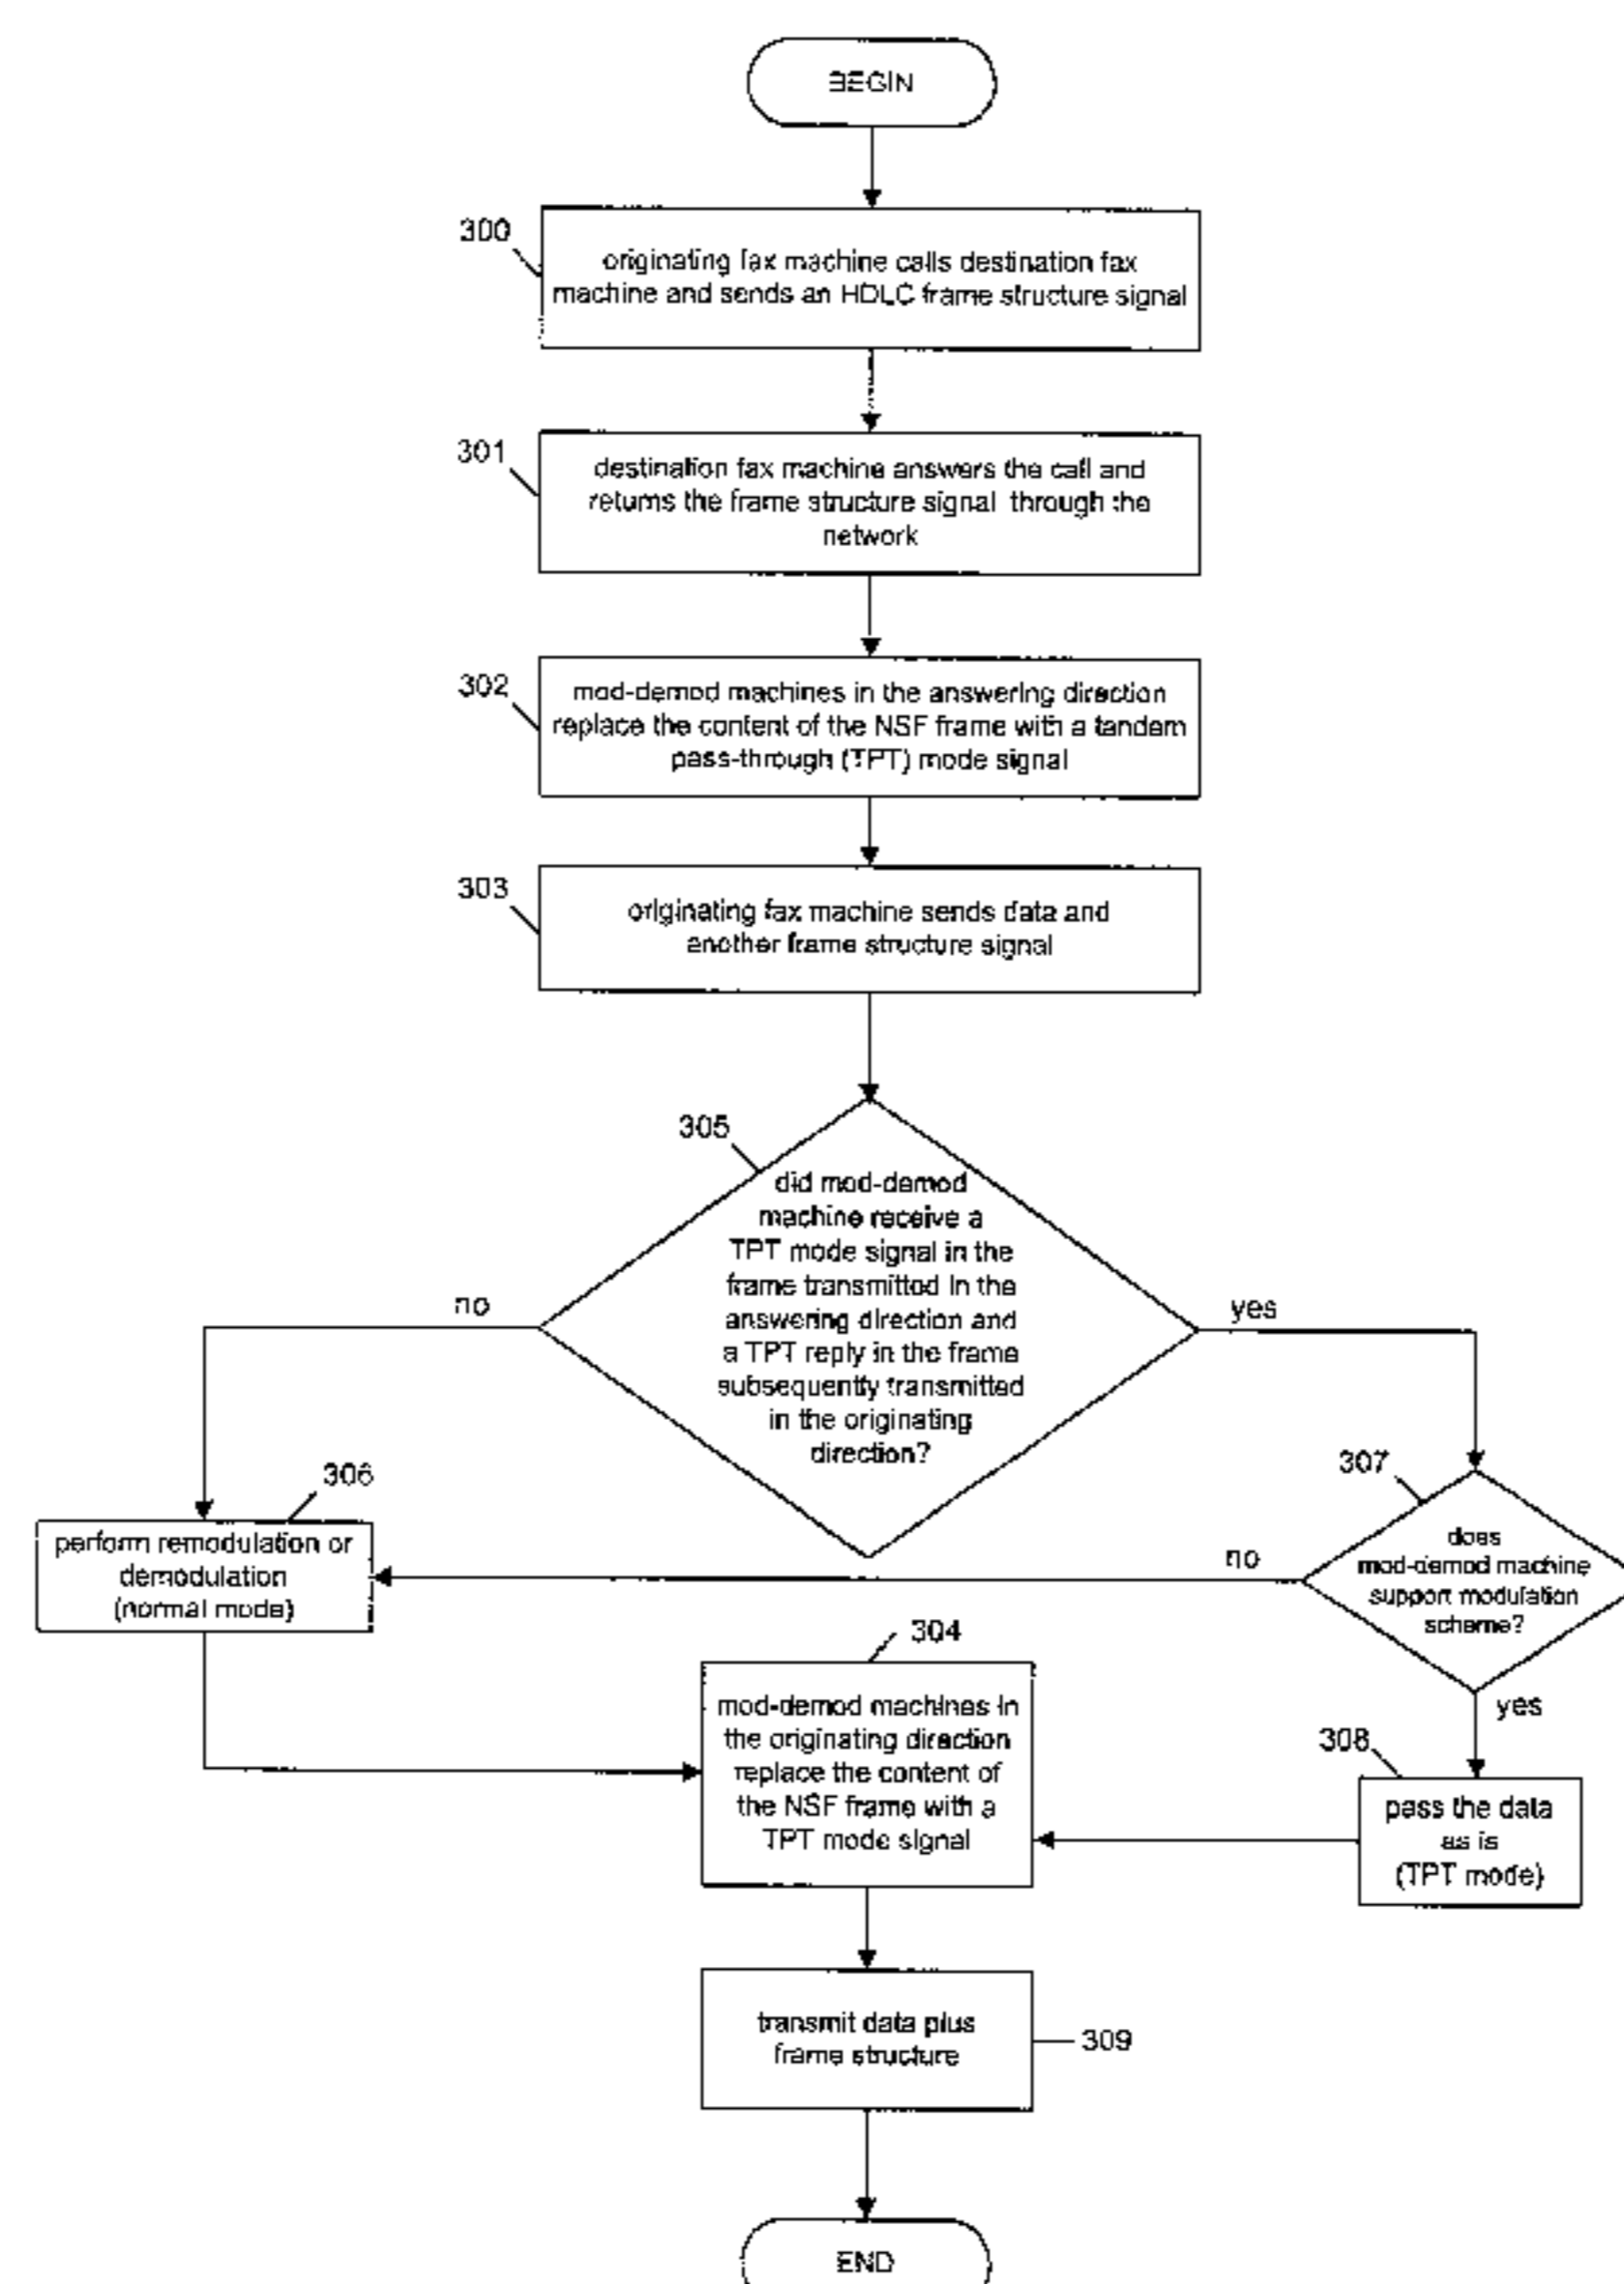 BEGIN
300
originating fax machine calls destination fax
machine and sends an HDLC frame structure signal
301
destination fax machine answers the call and
returns the frame structure signal through the
network
302
mod-demod machines in the answering direction
replace the content of the NSF frame with a tandem
pass-through (TPT) mode signal
303
originating fax machine sends data and
another frame structure signal
305
did mod-demod
machine receive a
TPT mode signal in the
frame transmitted in the
answering direction and
a TPT reply in the frame
subsequently transmitted
in the originating
direction?
no
yes
306
perform remodulation or
demodulation
(normal mode)
307
does
mod-demod machine
support modulation
scheme?
no
yes
304
mod-demod machines in
the originating direction
replace the content of
the NSF frame with a
TPT mode signal
308
pass the data
as is
(TPT mode)
transmit data plus
frame structure
309
END